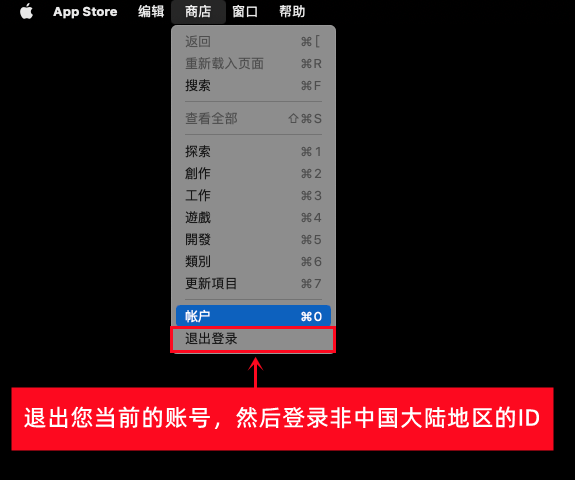 App Store 编辑 商店 窗口 帮助
返回 ⌘[
重新载入页面 ⌘R
搜索 ⌘F
查看全部 ⇧⌘S
探索 ⌘1
創作 ⌘2
工作 ⌘3
遊戲 ⌘4
開發 ⌘5
類別 ⌘6
更新項目 ⌘7
帐户 ⌘0
退出登录
退出您当前的账号，然后登录非中国大陆地区的ID